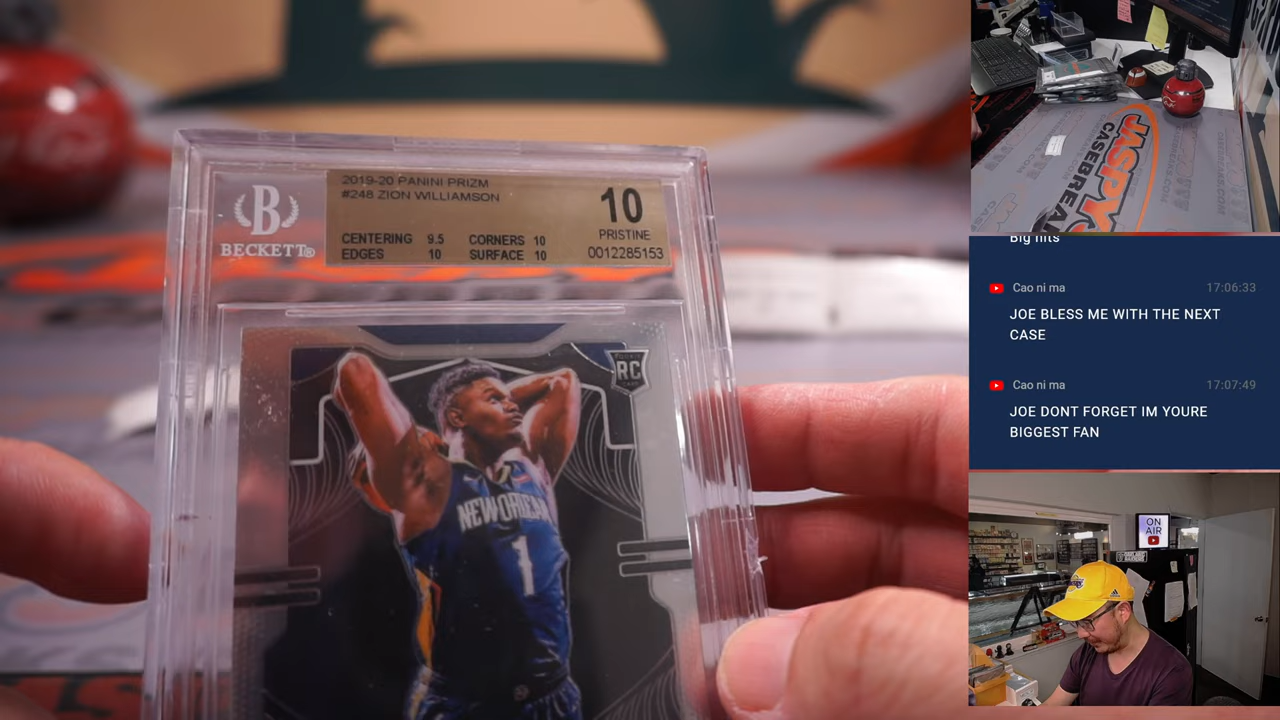 2019-20 PANINI PRIZM
#248 ZION WILLIAMSON
10
PRISTINE
0012285153
CENTERING 9.5 CORNERS 10
EDGES 10 SURFACE 10
B
BECKETT®
RC
NEW ORLEANS
1
JASPY
Big hits
Cao ni ma 17:06:33
JOE BLESS ME WITH THE NEXT
CASE
Cao ni ma 17:07:49
JOE DONT FORGET IM YOURE
BIGGEST FAN
ON
AIR